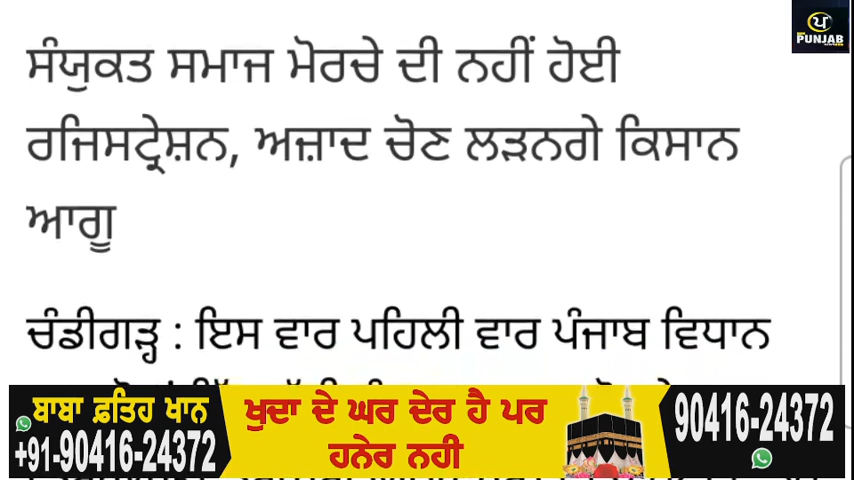 ਪ
PUNJAB
ਸੰਯੁਕਤ ਸਮਾਜ ਮੋਰਚੇ ਦੀ ਨਹੀਂ ਹੋਈ
ਰਜਿਸਟ੍ਰੇਸ਼ਨ, ਅਜ਼ਾਦ ਚੋਣ ਲੜਨਗੇ ਕਿਸਾਨ
ਆਗੂ
ਚੰਡੀਗੜ੍ਹ : ਇਸ ਵਾਰ ਪਹਿਲੀ ਵਾਰ ਪੰਜਾਬ ਵਿਧਾਨ
ਬਾਬਾ ਫ਼ਤਿਹ ਖਾਨ
+91-90416-24372
ਖੁਦਾ ਦੇ ਘਰ ਦੇਰ ਹੈ ਪਰ
ਹਨੇਰ ਨਹੀ
90416-24372